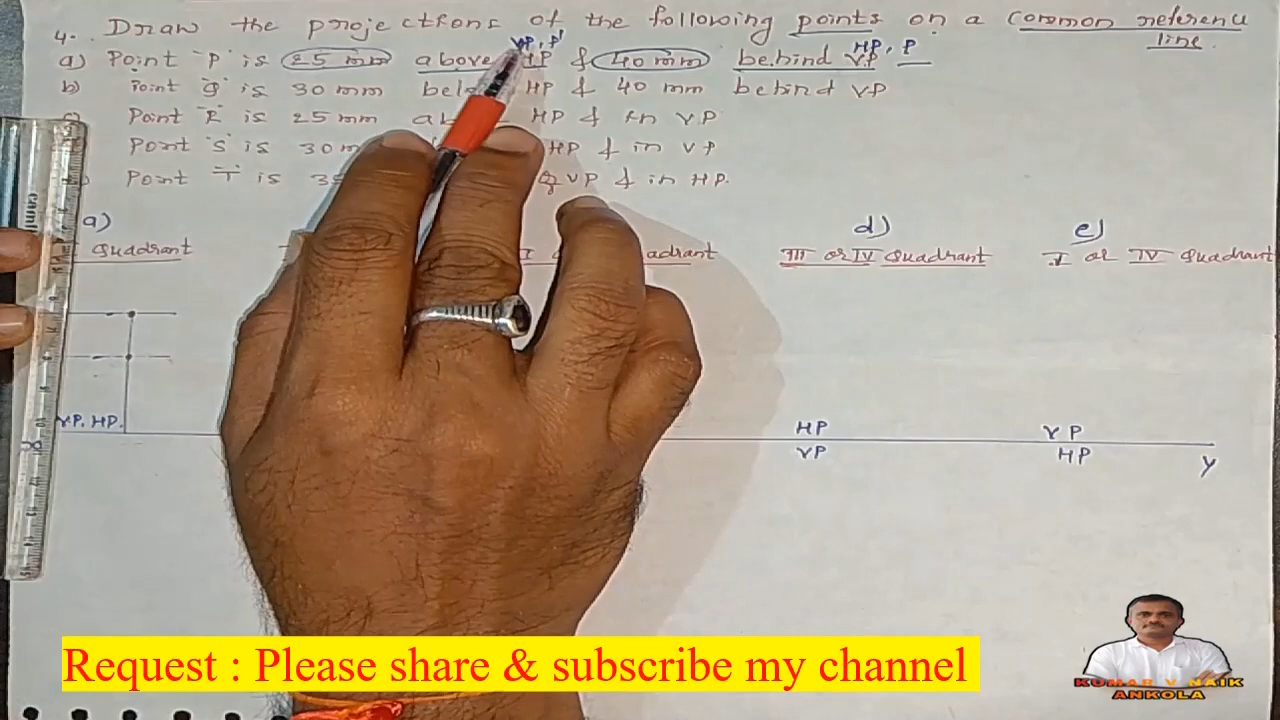 4. Draw the projections of the following points on a common reference line.
VP, p' HP, P
a) Point 'P' is 25 mm above HP & 40 mm behind VP
b) Point 'Q' is 30 mm HP & 40 mm behind VP
Point 'R' is 25 mm HP & in VP
Point 'S' is HP & in VP
Point 'T' is VP & in HP.
a) d) e)
Quadrant III or IV Quadrant I or IV Quadrant
VP. HP. HP VP
VP HP
X Y
Request : Please share & subscribe my channel
KUMAR V NAIK
ANKOLA